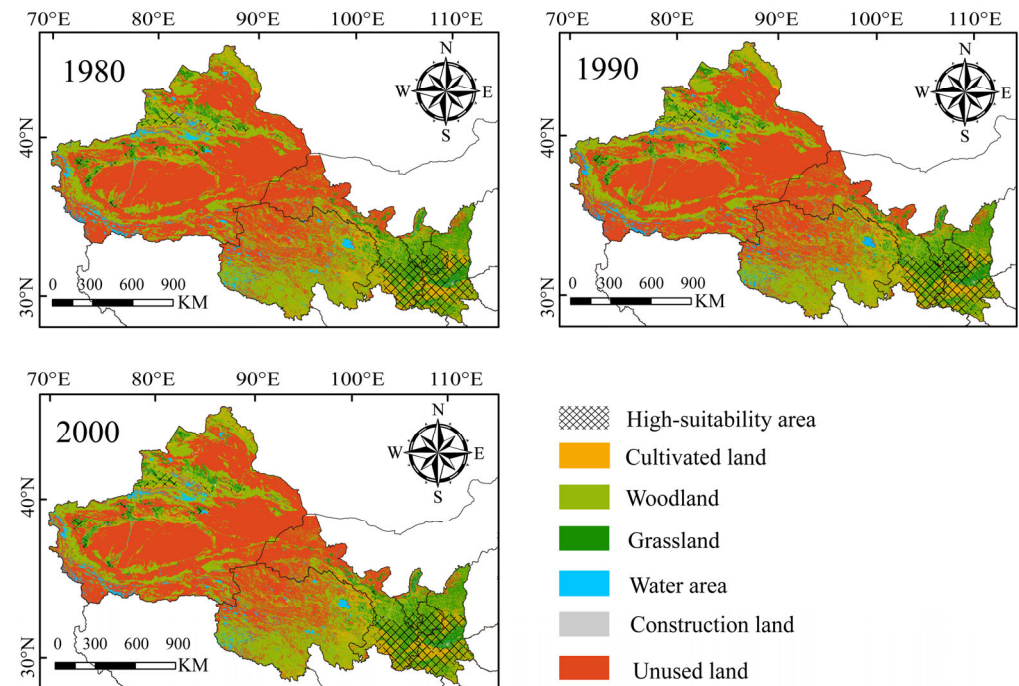 70°E 80°E 90°E 100°E 110°E
1980
N
W E
S
40°N
30°N
0 300 600 900
KM
70°E 80°E 90°E 100°E 110°E
1990
N
W E
S
40°N
30°N
0 300 600 900
KM
70°E 80°E 90°E 100°E 110°E
2000
N
W E
S
40°N
30°N
0 300 600 900
KM
High-suitability area
Cultivated land
Woodland
Grassland
Water area
Construction land
Unused land